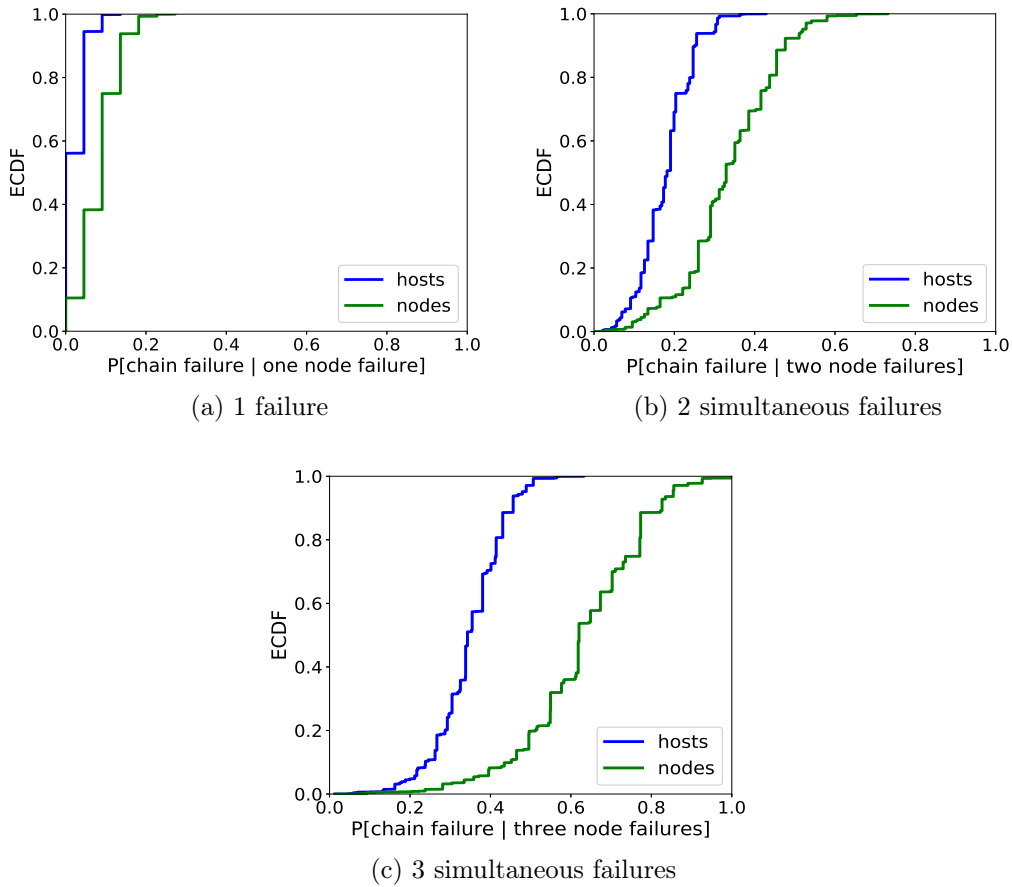 1.0
0.8
0.6
0.4
0.2
0.0
ECDF
0.0 0.2 0.4 0.6 0.8 1.0
P[chain failure | one node failure]
hosts
nodes
(a) 1 failure
1.0
0.8
0.6
0.4
0.2
0.0
ECDF
0.0 0.2 0.4 0.6 0.8 1.0
P[chain failure | two node failures]
hosts
nodes
(b) 2 simultaneous failures
1.0
0.8
0.6
0.4
0.2
0.0
ECDF
0.0 0.2 0.4 0.6 0.8 1.0
P[chain failure | three node failures]
hosts
nodes
(c) 3 simultaneous failures